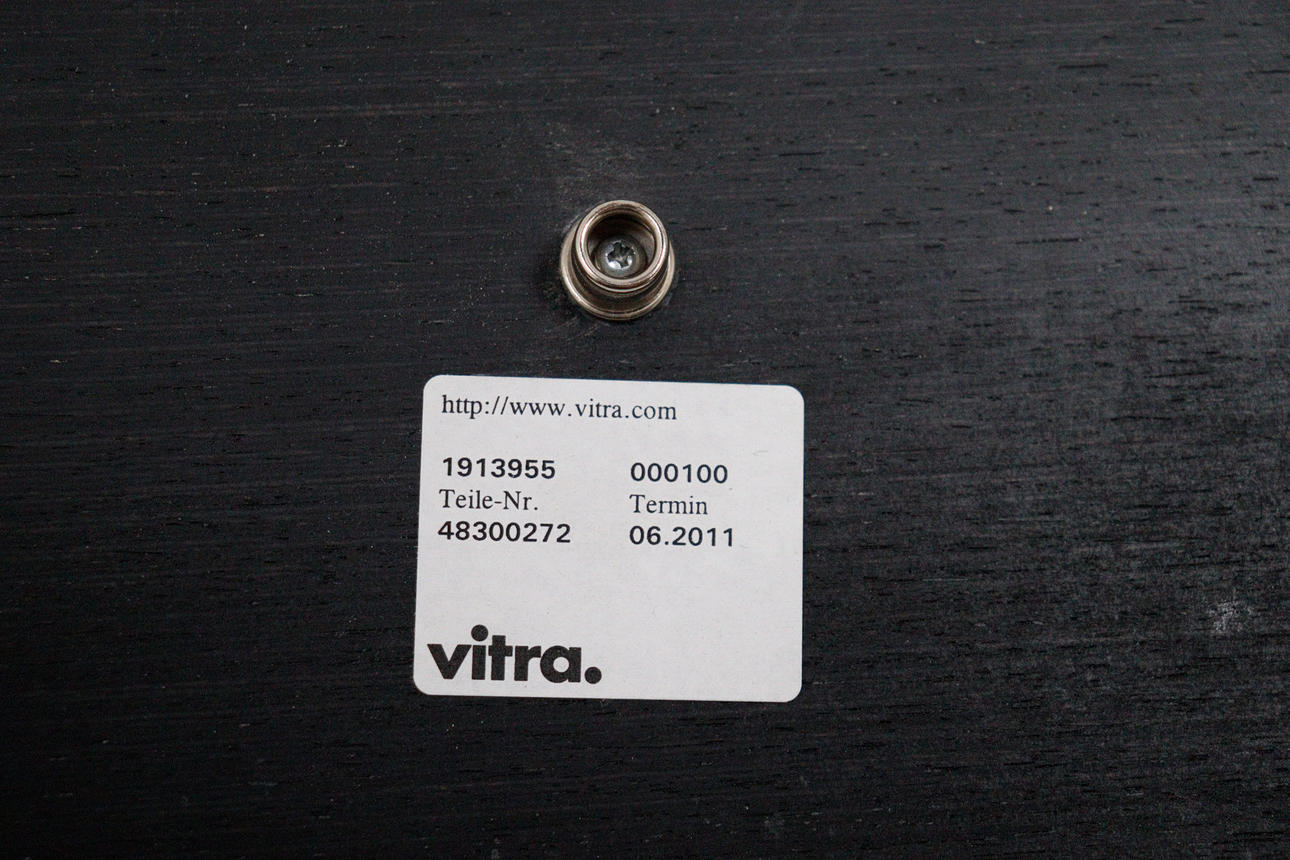 http://www.vitra.com
1913955 000100
Teile-Nr. Termin
48300272 06.2011
vitra.